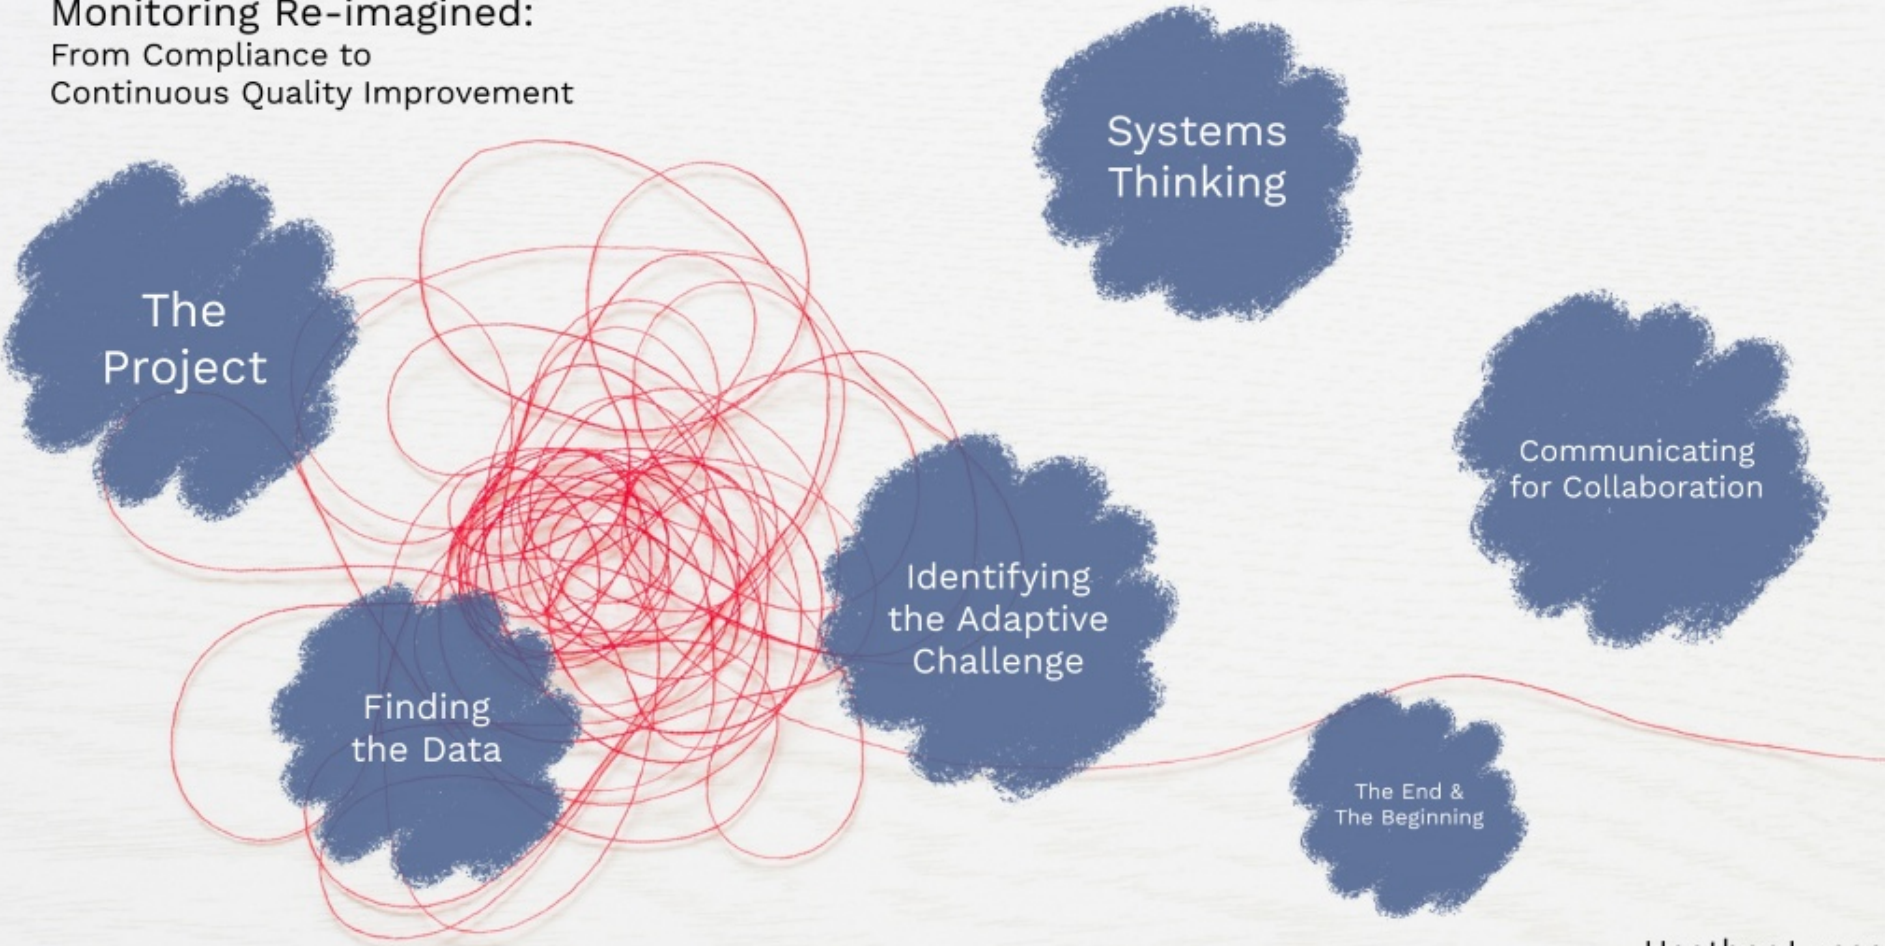 Monitoring Re-imagined:
From Compliance to
Continuous Quality Improvement
The
Project
Finding
the Data
Identifying
the Adaptive
Challenge
Systems
Thinking
Communicating
for Collaboration
The End &
The Beginning